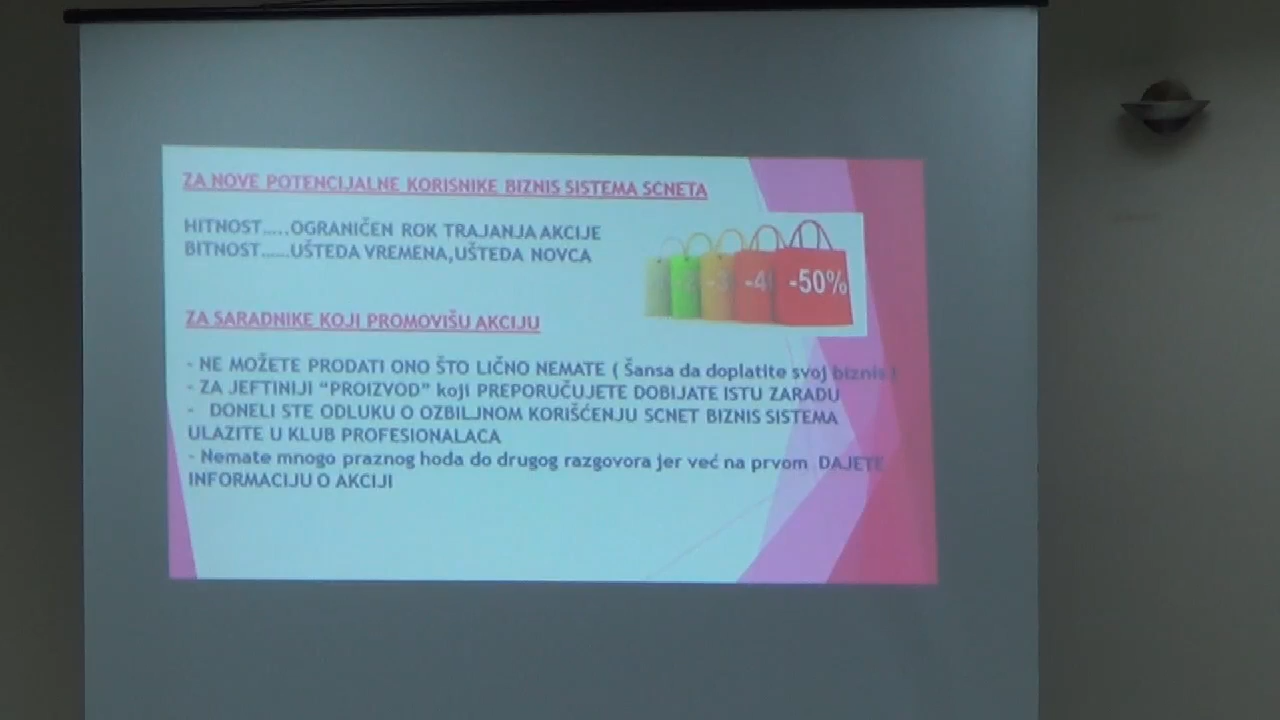 ZA NOVE POTENCIJALNE KORISNIKE BIZNIS SISTEMA SCNETA
HITNOST.....OGRANIČEN ROK TRAJANJA AKCIJE
BITNOST......UŠTEDA VREMENA,UŠTEDA NOVCA
-50%
ZA SARADNIKE KOJI PROMOVIŠU AKCIJU
- NE MOŽETE PRODATI ONO ŠTO LIČNO NEMATE ( Šansa da doplatite svoj biznis )
- ZA JEFTINIJI “PROIZVOD” koji PREPORUČUJETE DOBIJATE ISTU ZARADU
- DONELI STE ODLUKU O OZBILJNOM KORIŠĆENJU SCNET BIZNIS SISTEMA
ULAZITE U KLUB PROFESIONALACA
- Nemate mnogo praznog hoda do drugog razgovora jer već na prvom DAJETE
INFORMACIJU O AKCIJI